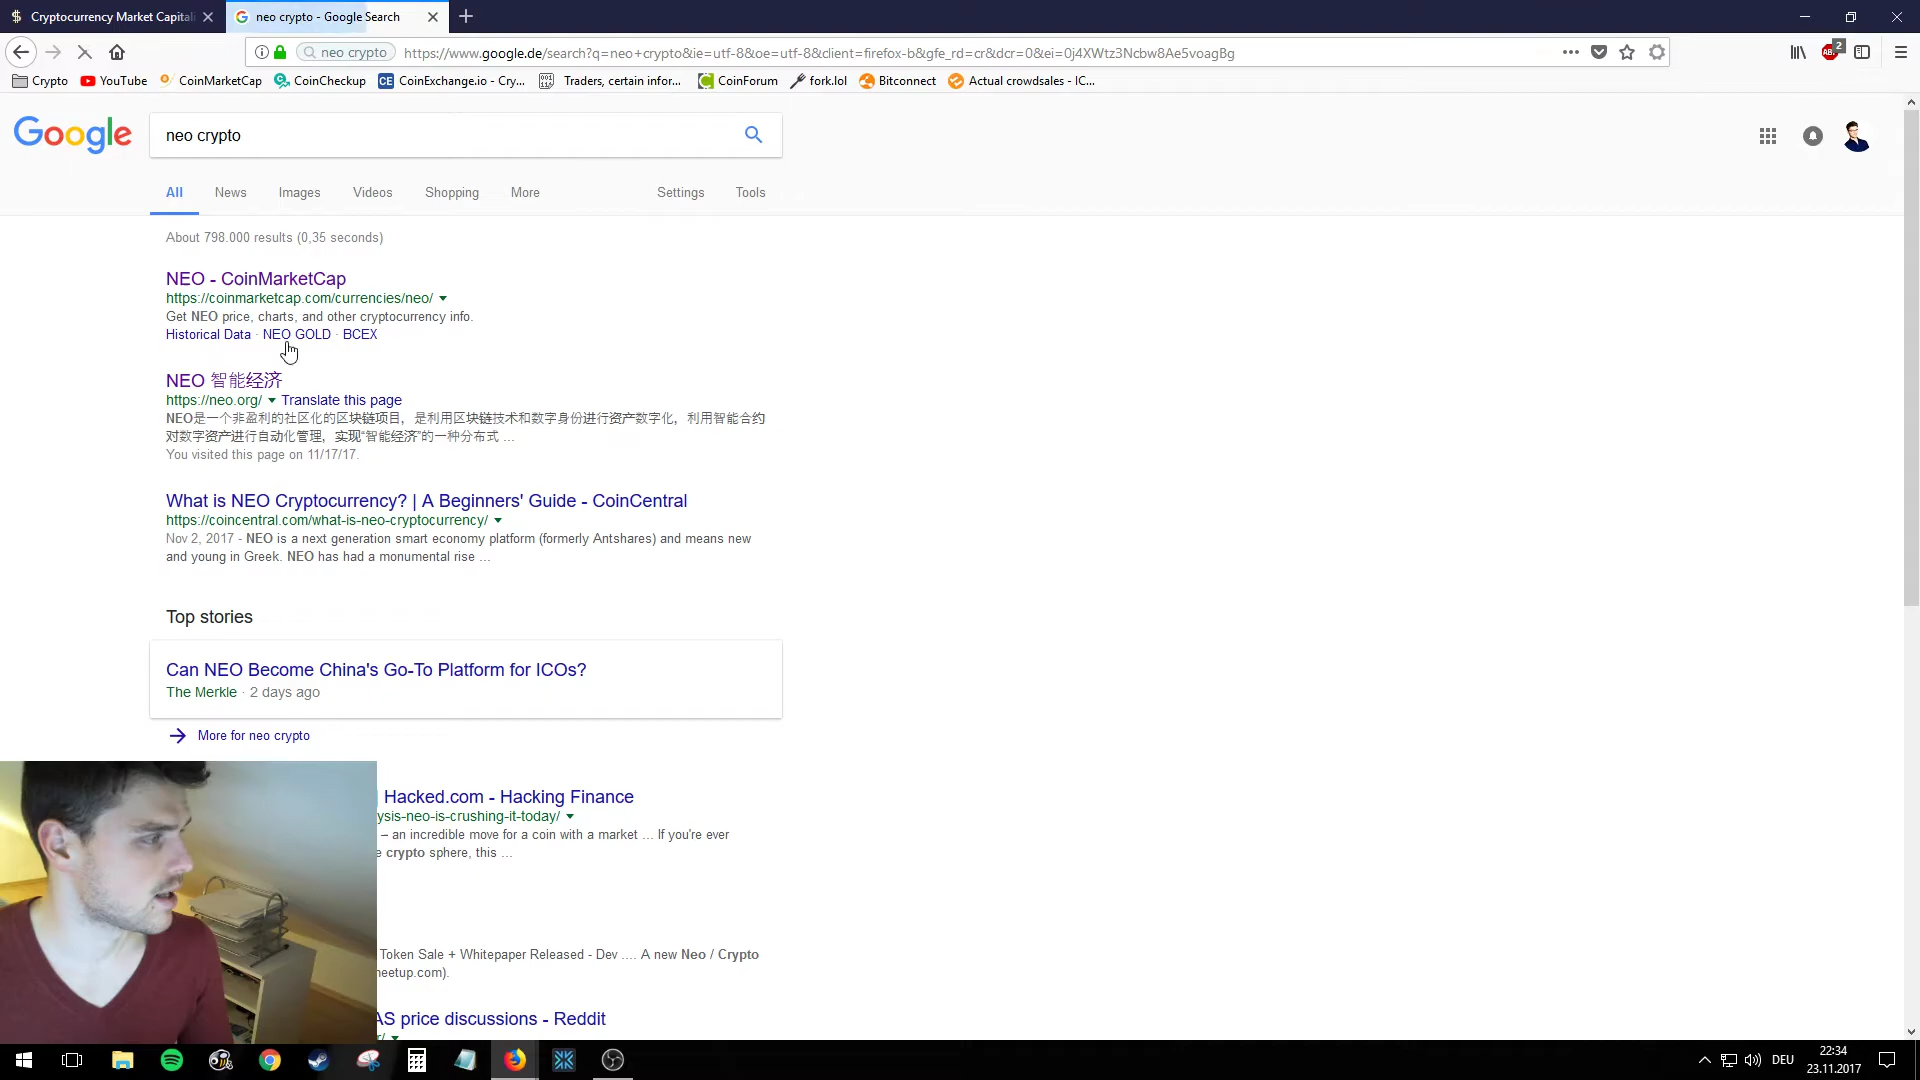 Cryptocurrency Market Capitali
neo crypto - Google Search
neo crypto
https://www.google.de/search?q=neo+crypto&ie=utf-8&oe=utf-8&client=firefox-b&gfe_rd=cr&dcr=0&ei=0j4XWtz3Ncbw8Ae5voagBg
2
Crypto
YouTube
CoinMarketCap
CoinCheckup
CE CoinExchange.io - Cry...
Traders, certain infor...
CoinForum
fork.lol
Bitconnect
Actual crowdsales - IC...
Google
neo crypto
All News Images Videos Shopping More Settings Tools
About 798.000 results (0,35 seconds)
NEO - CoinMarketCap
https://coinmarketcap.com/currencies/neo/
Get NEO price, charts, and other cryptocurrency info.
Historical Data · NEO GOLD · BCEX
NEO 智能经济
https://neo.org/ Translate this page
NEO是一个非盈利的社区化的区块链项目，是利用区块链技术和数字身份进行资产数字化，利用智能合约
对数字资产进行自动化管理，实现“智能经济”的一种分布式 ...
You visited this page on 11/17/17.
What is NEO Cryptocurrency? | A Beginners' Guide - CoinCentral
https://coincentral.com/what-is-neo-cryptocurrency/
Nov 2, 2017 - NEO is a next generation smart economy platform (formerly Antshares) and means new
and young in Greek. NEO has had a monumental rise ...
Top stories
Can NEO Become China's Go-To Platform for ICOs?
The Merkle · 2 days ago
More for neo crypto
| Hacked.com - Hacking Finance
ysis-neo-is-crushing-it-today/
– an incredible move for a coin with a market ... If you're ever
e crypto sphere, this ...
Token Sale + Whitepaper Released - Dev .... A new Neo / Crypto
neetup.com).
AS price discussions - Reddit
r/
DEU
22:34
23.11.2017